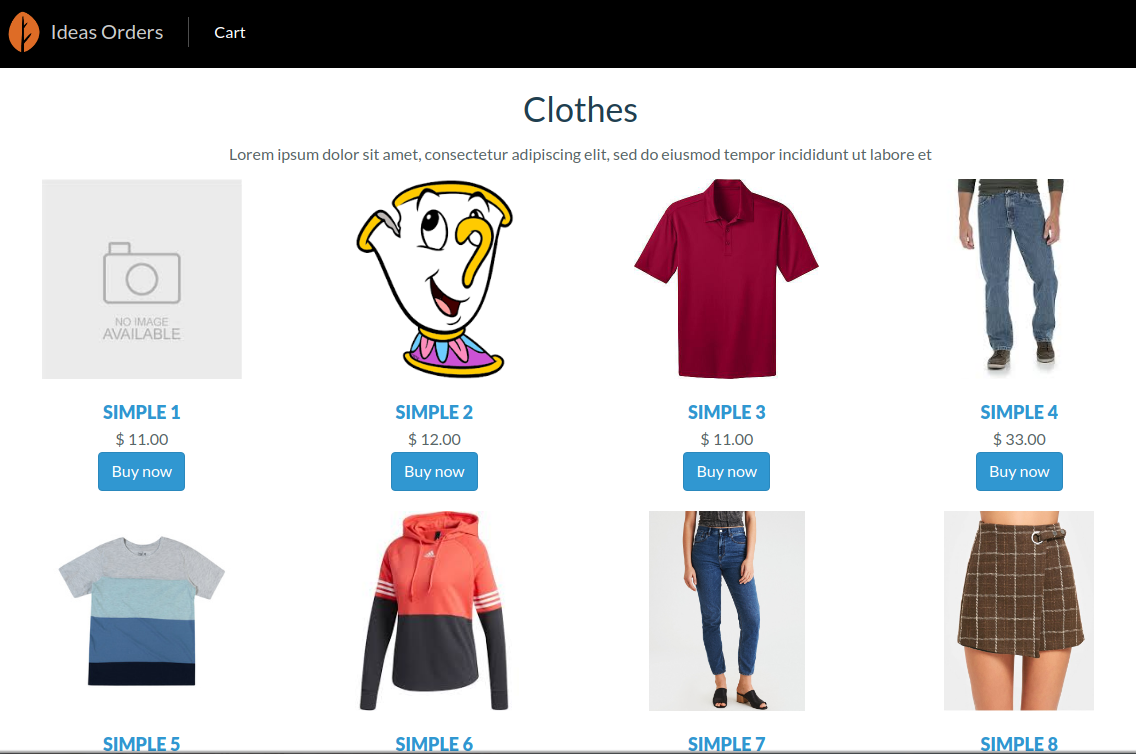 Ideas Orders
Cart
Clothes
Lorem ipsum dolor sit amet, consectetur adipiscing elit, sed do eiusmod tempor incididunt ut labore et
NO IMAGE
AVAILABLE
SIMPLE 1
$ 11.00
Buy now
SIMPLE 2
$ 12.00
Buy now
SIMPLE 3
$ 11.00
Buy now
SIMPLE 4
$ 33.00
Buy now
SIMPLE 5
SIMPLE 6
SIMPLE 7
SIMPLE 8